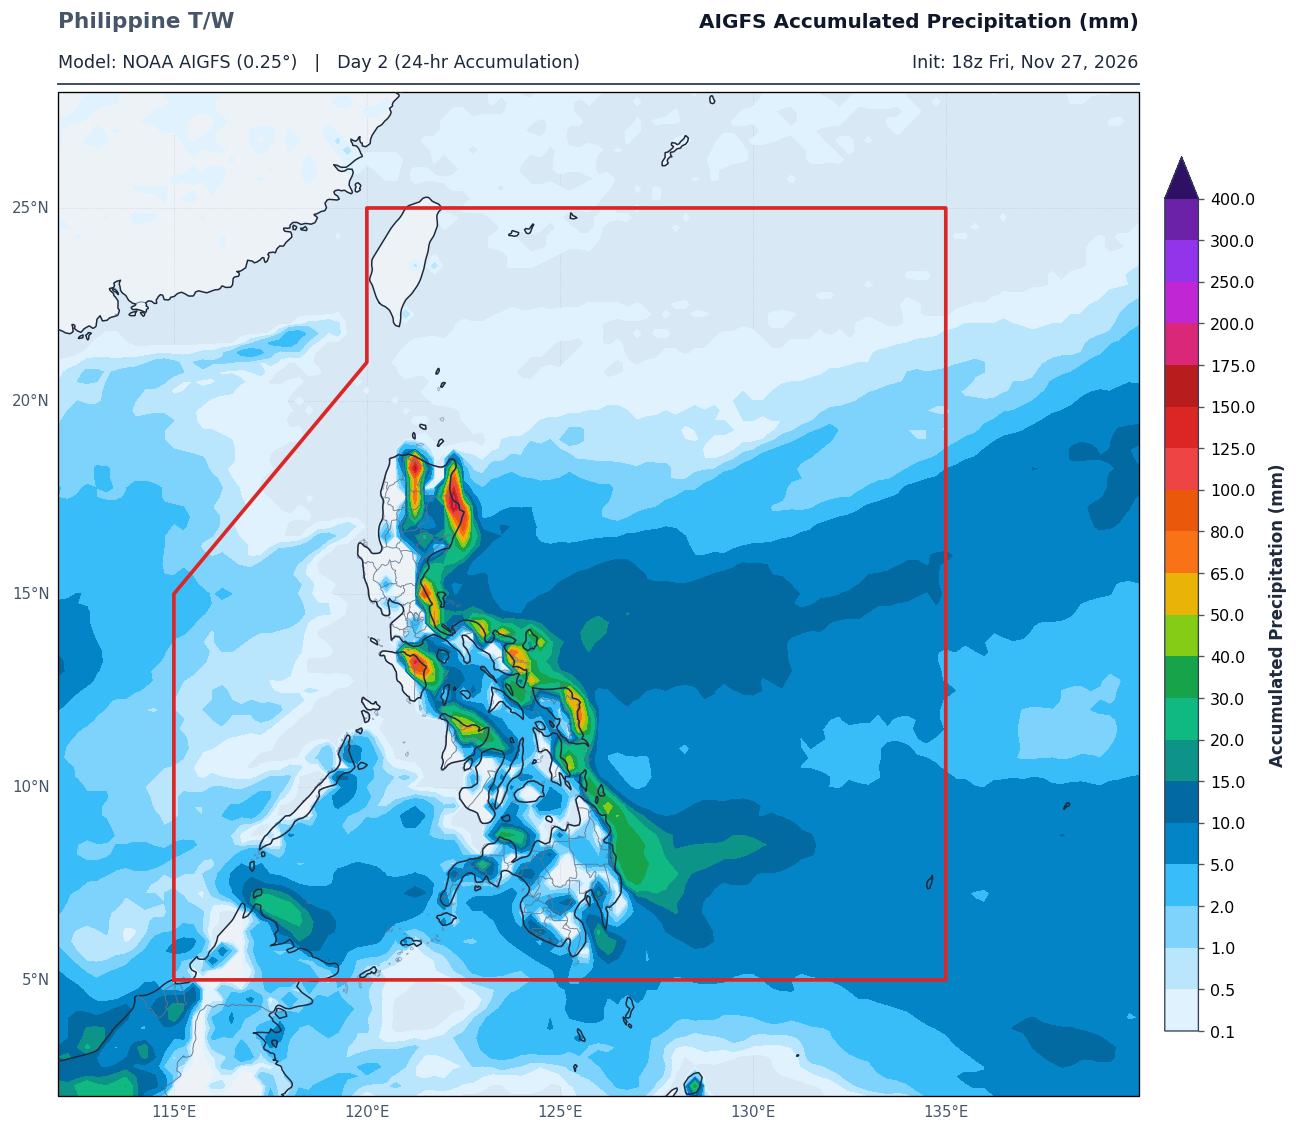 Philippine T/W
AIGFS Accumulated Precipitation (mm)
Model: NOAA AIGFS (0.25°)   |   Day 2 (24-hr Accumulation)
Init: 18z Fri, Nov 27, 2026
25°N
20°N
15°N
10°N
5°N
115°E
120°E
125°E
130°E
135°E
400.0
300.0
250.0
200.0
175.0
150.0
125.0
100.0
80.0
65.0
50.0
40.0
30.0
20.0
15.0
10.0
5.0
2.0
1.0
0.5
0.1
Accumulated Precipitation (mm)